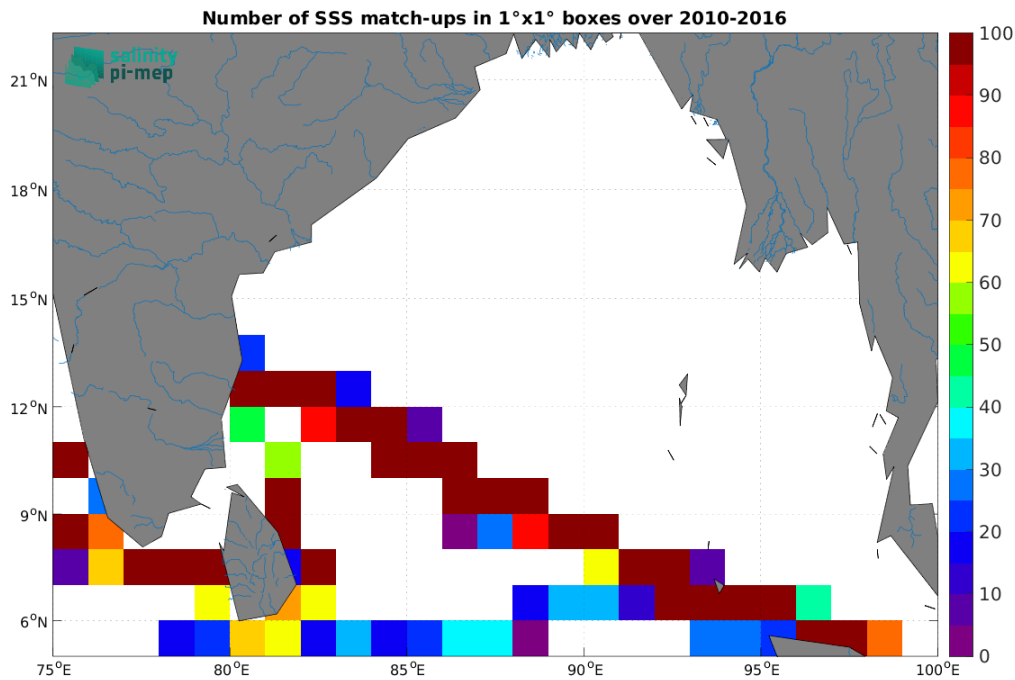 Number of SSS match-ups in 1°x1° boxes over 2010-2016
salinity
pi-mep
21°N
18°N
15°N
12°N
9°N
6°N
75°E 80°E 85°E 90°E 95°E 100°E
100
90
80
70
60
50
40
30
20
10
0